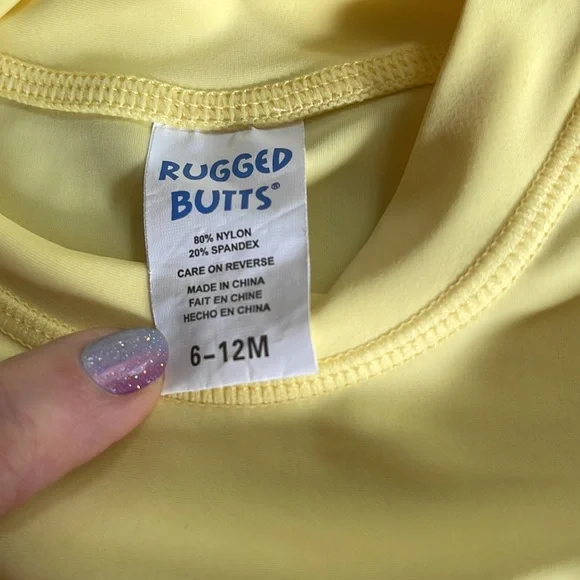 RUGGED
BUTTS®
80% NYLON
20% SPANDEX
CARE ON REVERSE
MADE IN CHINA
FAIT EN CHINE
HECHO EN CHINA
6–12M